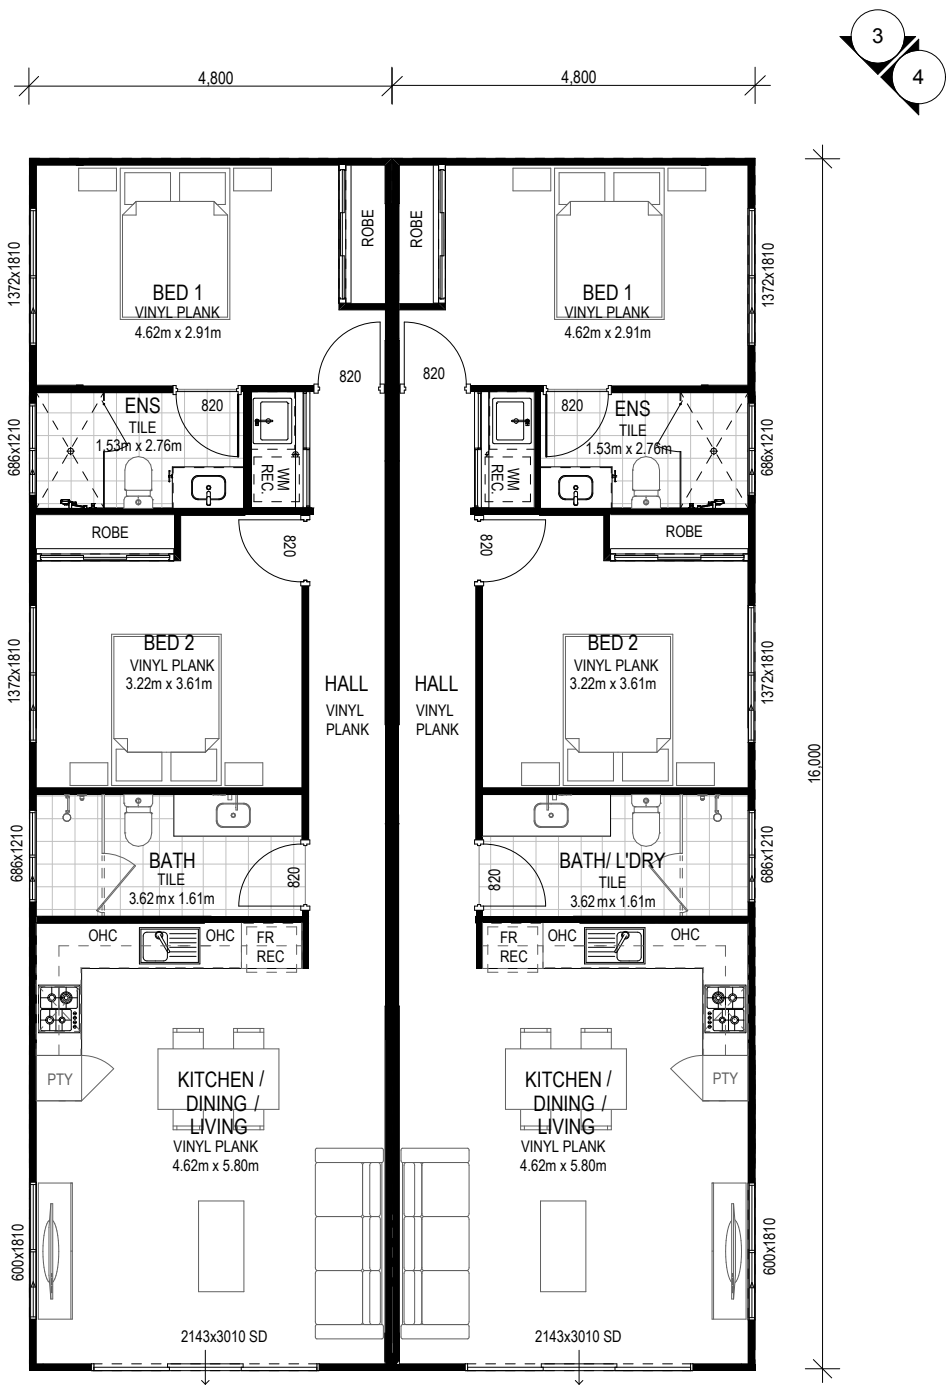 3
4
4,800
4,800
ROBE
ROBE
1372x1810
BED 1
VINYL PLANK
4.62m x 2.91m
BED 1
VINYL PLANK
4.62m x 2.91m
1372x1810
820
820
686x1210
ENS
TILE
1.53m x 2.76m
820
WM
REC.
WM
REC.
820
ENS
TILE
1.53m x 2.76m
686x1210
ROBE
820
820
ROBE
1372x1810
BED 2
VINYL PLANK
3.22m x 3.61m
HALL
VINYL
PLANK
HALL
VINYL
PLANK
BED 2
VINYL PLANK
3.22m x 3.61m
1372x1810
16,000
686x1210
BATH
TILE
3.62m x 1.61m
820
820
BATH/ L'DRY
TILE
3.62m x 1.61m
686x1210
OHC
OHC
FR
REC
FR
REC
OHC
OHC
PTY
KITCHEN /
DINING /
LIVING
VINYL PLANK
4.62m x 5.80m
KITCHEN /
DINING /
LIVING
VINYL PLANK
4.62m x 5.80m
PTY
600x1810
600x1810
2143x3010 SD
2143x3010 SD